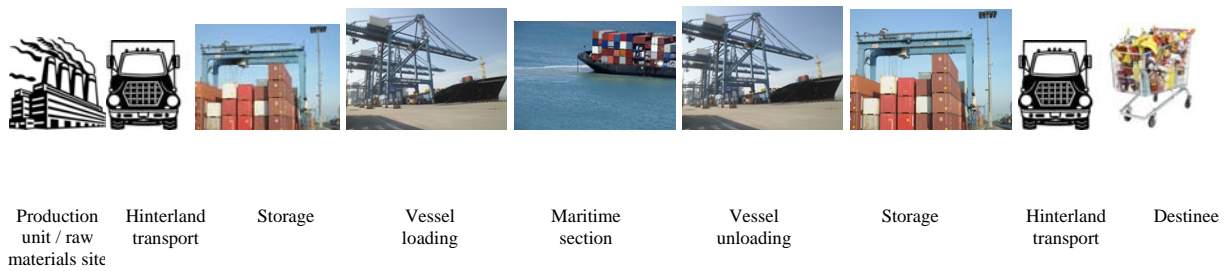 Production
unit / raw
materials site
Hinterland
transport
Storage
Vessel
loading
Maritime
section
Vessel
unloading
Storage
Hinterland
transport
Destinee